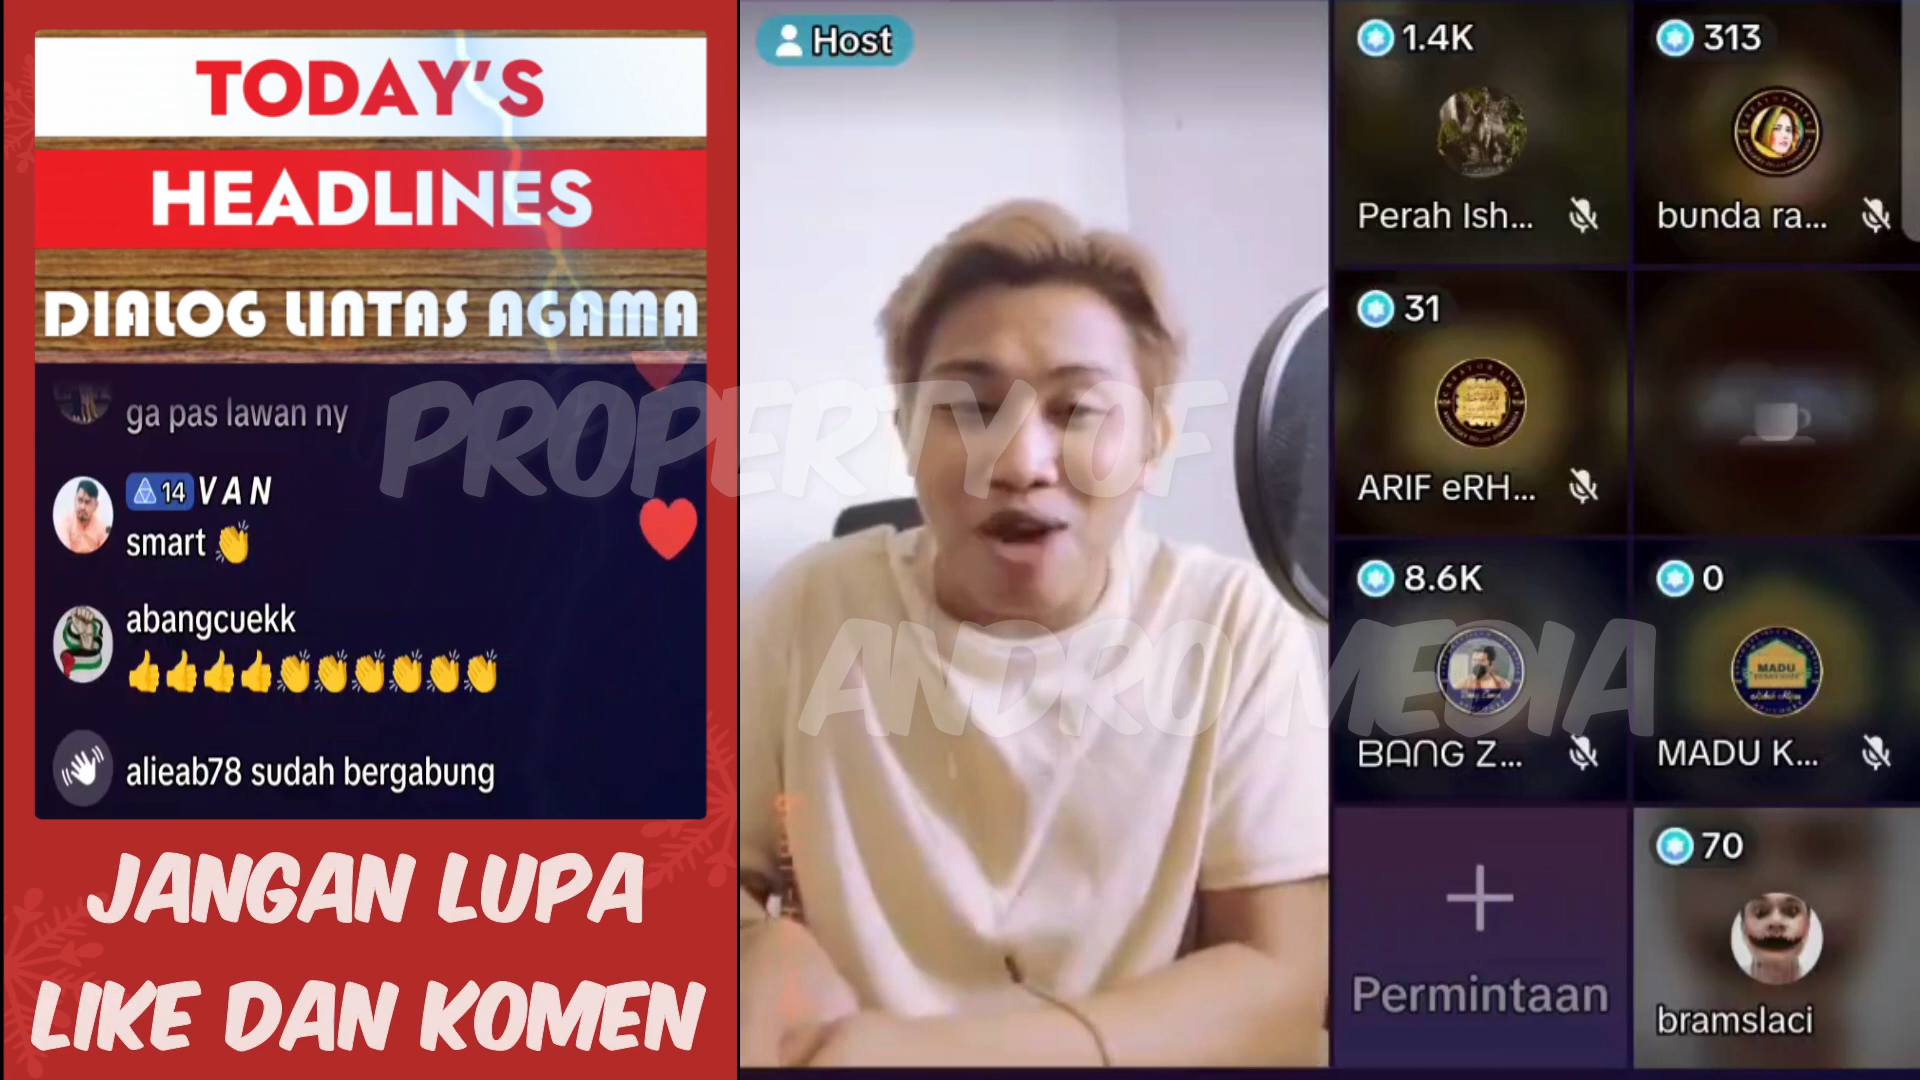 TODAY'S
HEADLINES
DIALOG LINTAS AGAMA
ga pas lawan ny
14 VAN
smart 👏
abangcuekk
👍👍👍👍👏👏👏👏👏👏
alieab78 sudah bergabung
JANGAN LUPA
LIKE DAN KOMEN
Host
PROPERTY OF
ANDRO MEDIA
1.4K
Perah Ish...
313
bunda ra...
31
ARIF eRH...
8.6K
BANG Z...
0
MADU
MADU K...
Permintaan
70
bramslaci